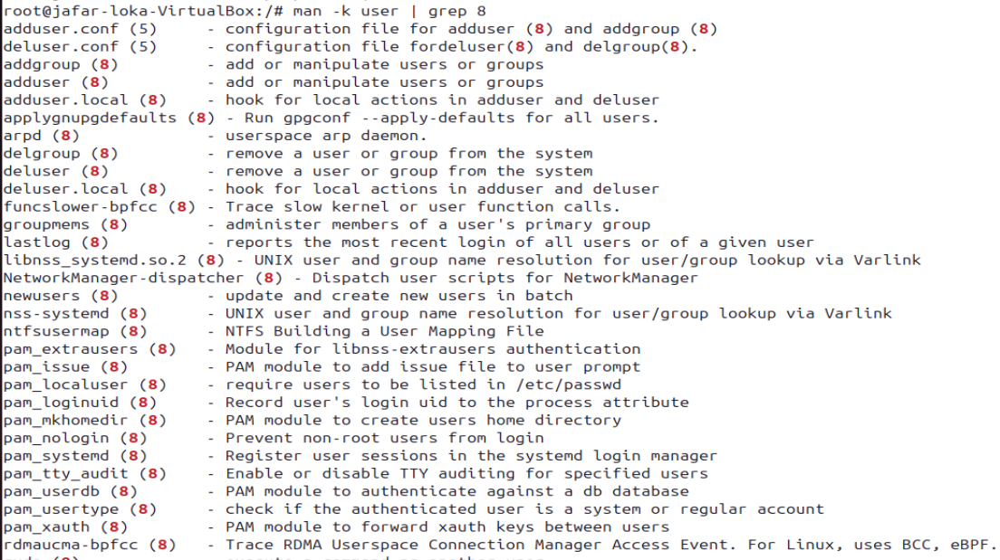 root@jafar-loka-VirtualBox:/# man -k user | grep 8
adduser.conf (5)     - configuration file for adduser (8) and addgroup (8)
deluser.conf (5)     - configuration file fordeluser(8) and delgroup(8).
addgroup (8)         - add or manipulate users or groups
adduser (8)          - add or manipulate users or groups
adduser.local (8)    - hook for local actions in adduser and deluser
applygnupgdefaults (8) - Run gpgconf --apply-defaults for all users.
arpd (8)             - userspace arp daemon.
delgroup (8)         - remove a user or group from the system
deluser (8)          - remove a user or group from the system
deluser.local (8)    - hook for local actions in adduser and deluser
funcslower-bpfcc (8) - Trace slow kernel or user function calls.
groupmems (8)        - administer members of a user's primary group
lastlog (8)          - reports the most recent login of all users or of a given user
libnss_systemd.so.2 (8) - UNIX user and group name resolution for user/group lookup via Varlink
NetworkManager-dispatcher (8) - Dispatch user scripts for NetworkManager
newusers (8)         - update and create new users in batch
nss-systemd (8)      - UNIX user and group name resolution for user/group lookup via Varlink
ntfsusermap (8)      - NTFS Building a User Mapping File
pam_extrausers (8)   - Module for libnss-extrausers authentication
pam_issue (8)        - PAM module to add issue file to user prompt
pam_localuser (8)    - require users to be listed in /etc/passwd
pam_loginuid (8)     - Record user's login uid to the process attribute
pam_mkhomedir (8)    - PAM module to create users home directory
pam_nologin (8)      - Prevent non-root users from login
pam_systemd (8)      - Register user sessions in the systemd login manager
pam_tty_audit (8)    - Enable or disable TTY auditing for specified users
pam_userdb (8)       - PAM module to authenticate against a db database
pam_usertype (8)     - check if the authenticated user is a system or regular account
pam_xauth (8)        - PAM module to forward xauth keys between users
rdmaucma-bpfcc (8)   - Trace RDMA Userspace Connection Manager Access Event. For Linux, uses BCC, eBPF.